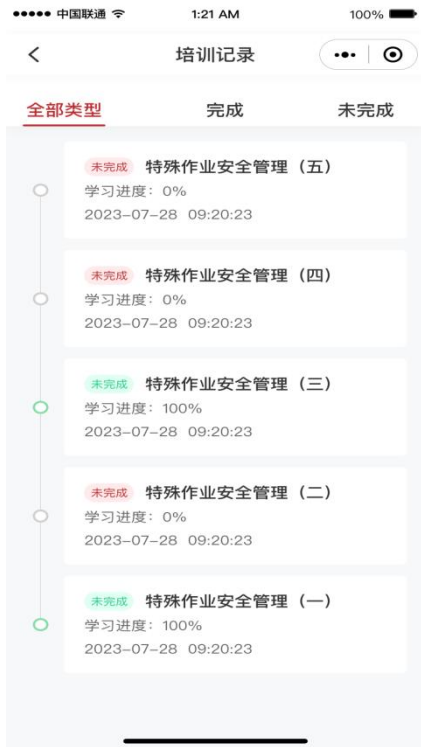 中国联通 1:21 AM 100%
培训记录
全部类型 完成 未完成
未完成 特殊作业安全管理（五）
学习进度：0%
2023-07-28 09:20:23
未完成 特殊作业安全管理（四）
学习进度：0%
2023-07-28 09:20:23
未完成 特殊作业安全管理（三）
学习进度：100%
2023-07-28 09:20:23
未完成 特殊作业安全管理（二）
学习进度：0%
2023-07-28 09:20:23
未完成 特殊作业安全管理（一）
学习进度：100%
2023-07-28 09:20:23